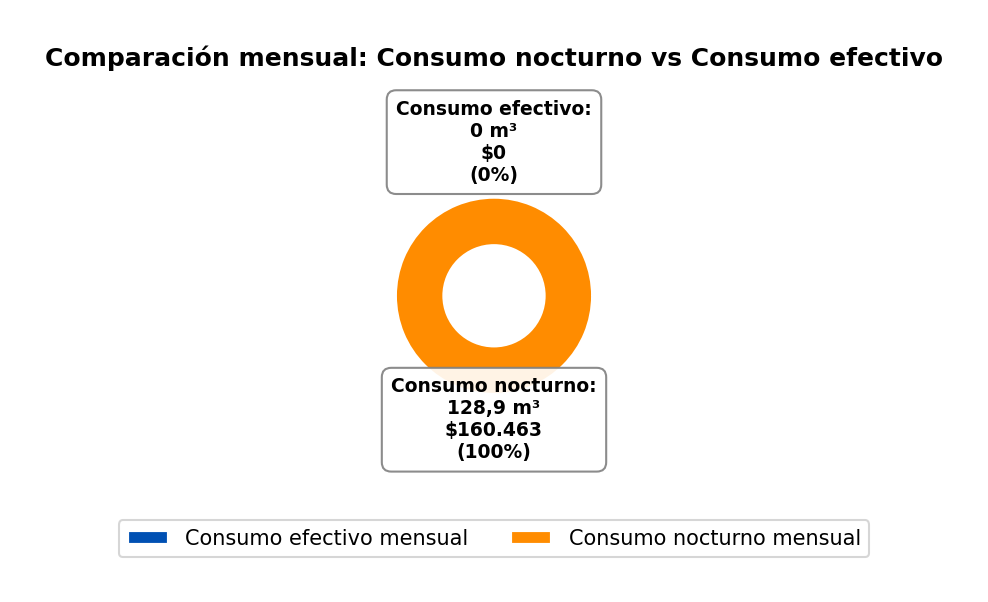 Comparación mensual: Consumo nocturno vs Consumo efectivo
Consumo efectivo:
0 m³
$0
(0%)
Consumo nocturno:
128,9 m³
$160.463
(100%)
Consumo efectivo mensual
Consumo nocturno mensual